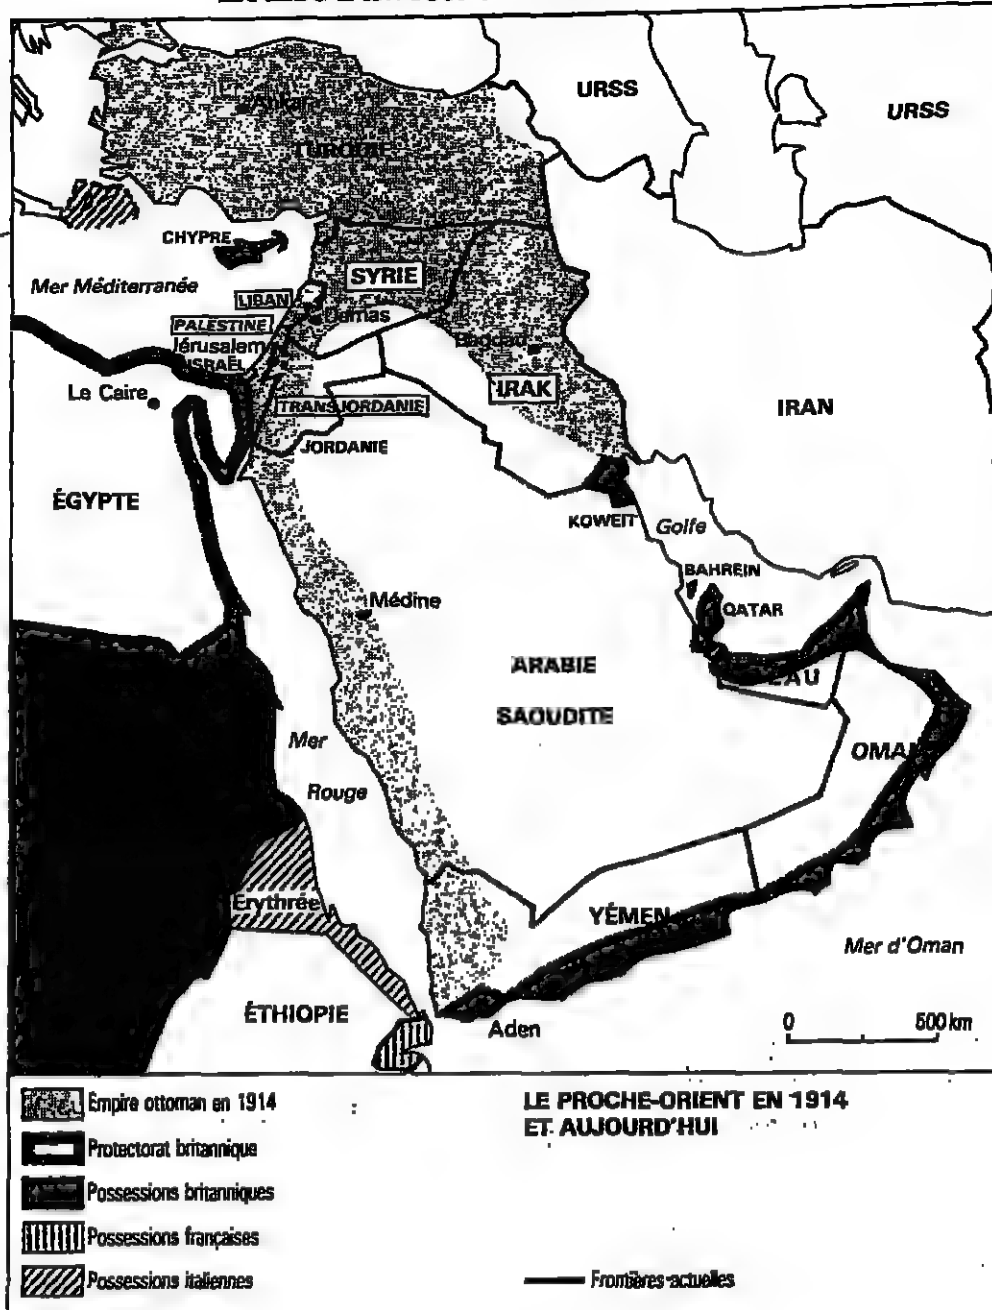 URSS
URSS
Ankara
TURQUIE
CHYPRE
Mer Méditerranée
SYRIE
LIBAN
Damas
PALESTINE
Jérusalem
ISRAËL
Bagdad
Le Caire
IRAK
TRANSJORDANIE
IRAN
JORDANIE
ÉGYPTE
KOWEIT
Golfe
BAHREIN
QATAR
Médine
ARABIE
SAOUDITE
EAU
Mer
Rouge
OMAN
Erythrée
YÉMEN
Mer d'Oman
ÉTHIOPIE
Aden
0 500 km
Empire ottoman en 1914
Protectorat britannique
Possessions britanniques
Possessions françaises
Possessions italiennes
LE PROCHE-ORIENT EN 1914
ET AUJOURD'HUI
Frontières actuelles